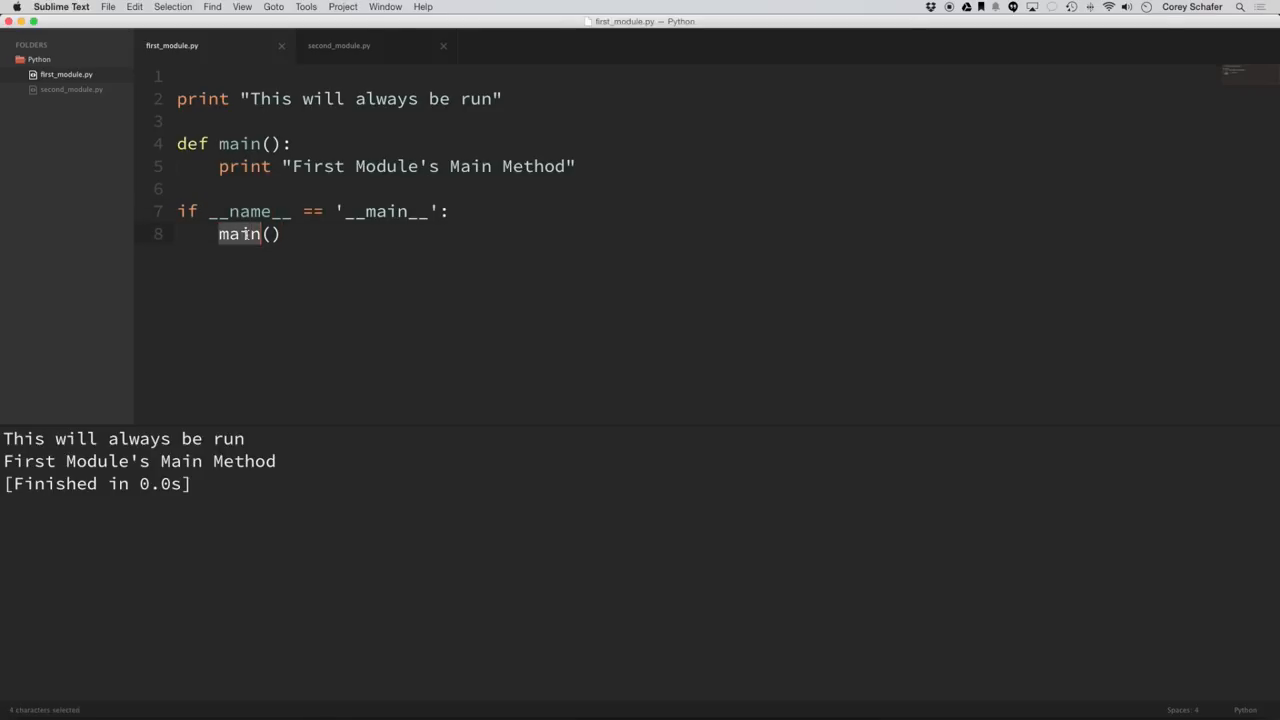 Sublime Text File Edit Selection Find View Goto Tools Project Window Help Corey Schafer
first_module.py — Python
FOLDERS
Python
first_module.py
second_module.py
first_module.py second_module.py
1
2 print "This will always be run"
3
4 def main():
5 print "First Module's Main Method"
6
7 if __name__ == '__main__':
8 main()
This will always be run
First Module's Main Method
[Finished in 0.0s]
4 characters selected Spaces: 4 Python